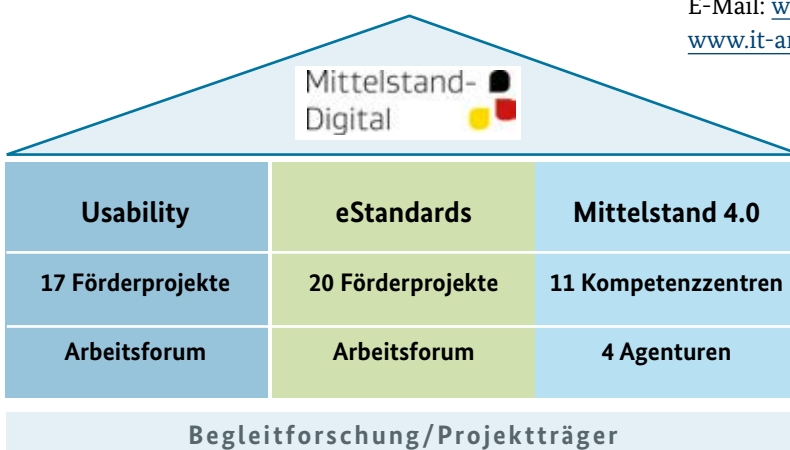 E-Mail:
Mittelstand-
Digital
Usability eStandards Mittelstand 4.0
17 Förderprojekte 20 Förderprojekte 11 Kompetenzzentren
Arbeitsforum Arbeitsforum 4 Agenturen
Begleitforschung/Projektträger